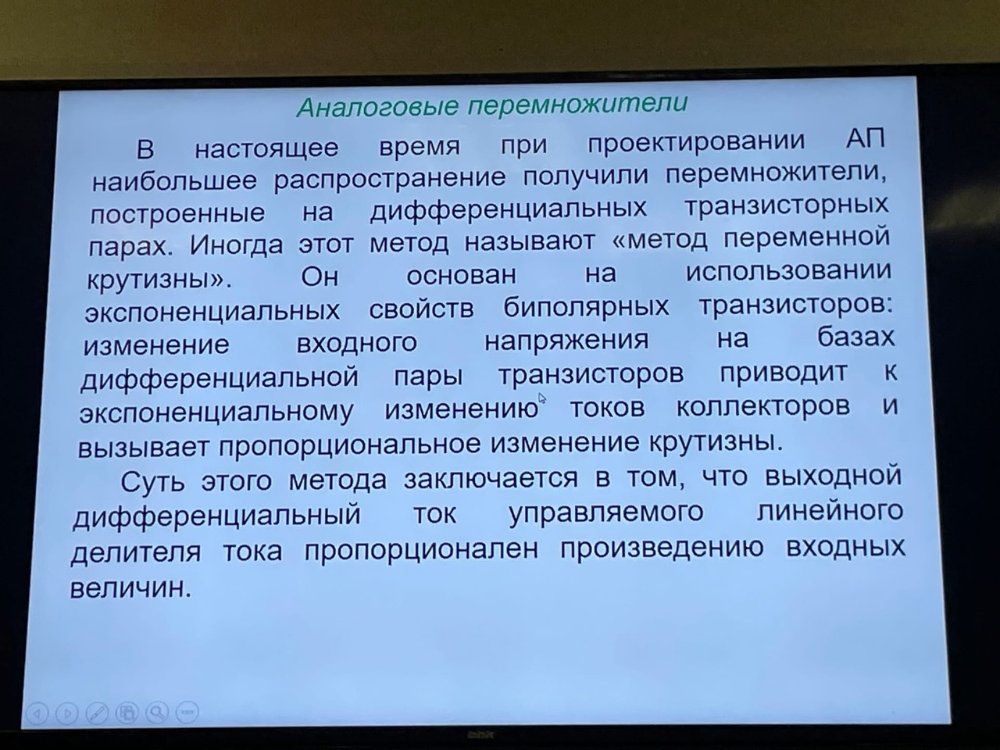 Аналоговые перемножители
В настоящее время при проектировании АП
наибольшее распространение получили перемножители,
построенные на дифференциальных транзисторных
парах. Иногда этот метод называют «метод переменной
крутизны». Он основан на использовании
экспоненциальных свойств биполярных транзисторов:
изменение входного напряжения на базах
дифференциальной пары транзисторов приводит к
экспоненциальному изменению токов коллекторов и
вызывает пропорциональное изменение крутизны.
Суть этого метода заключается в том, что выходной
дифференциальный ток управляемого линейного
делителя тока пропорционален произведению входных
величин.
bbk